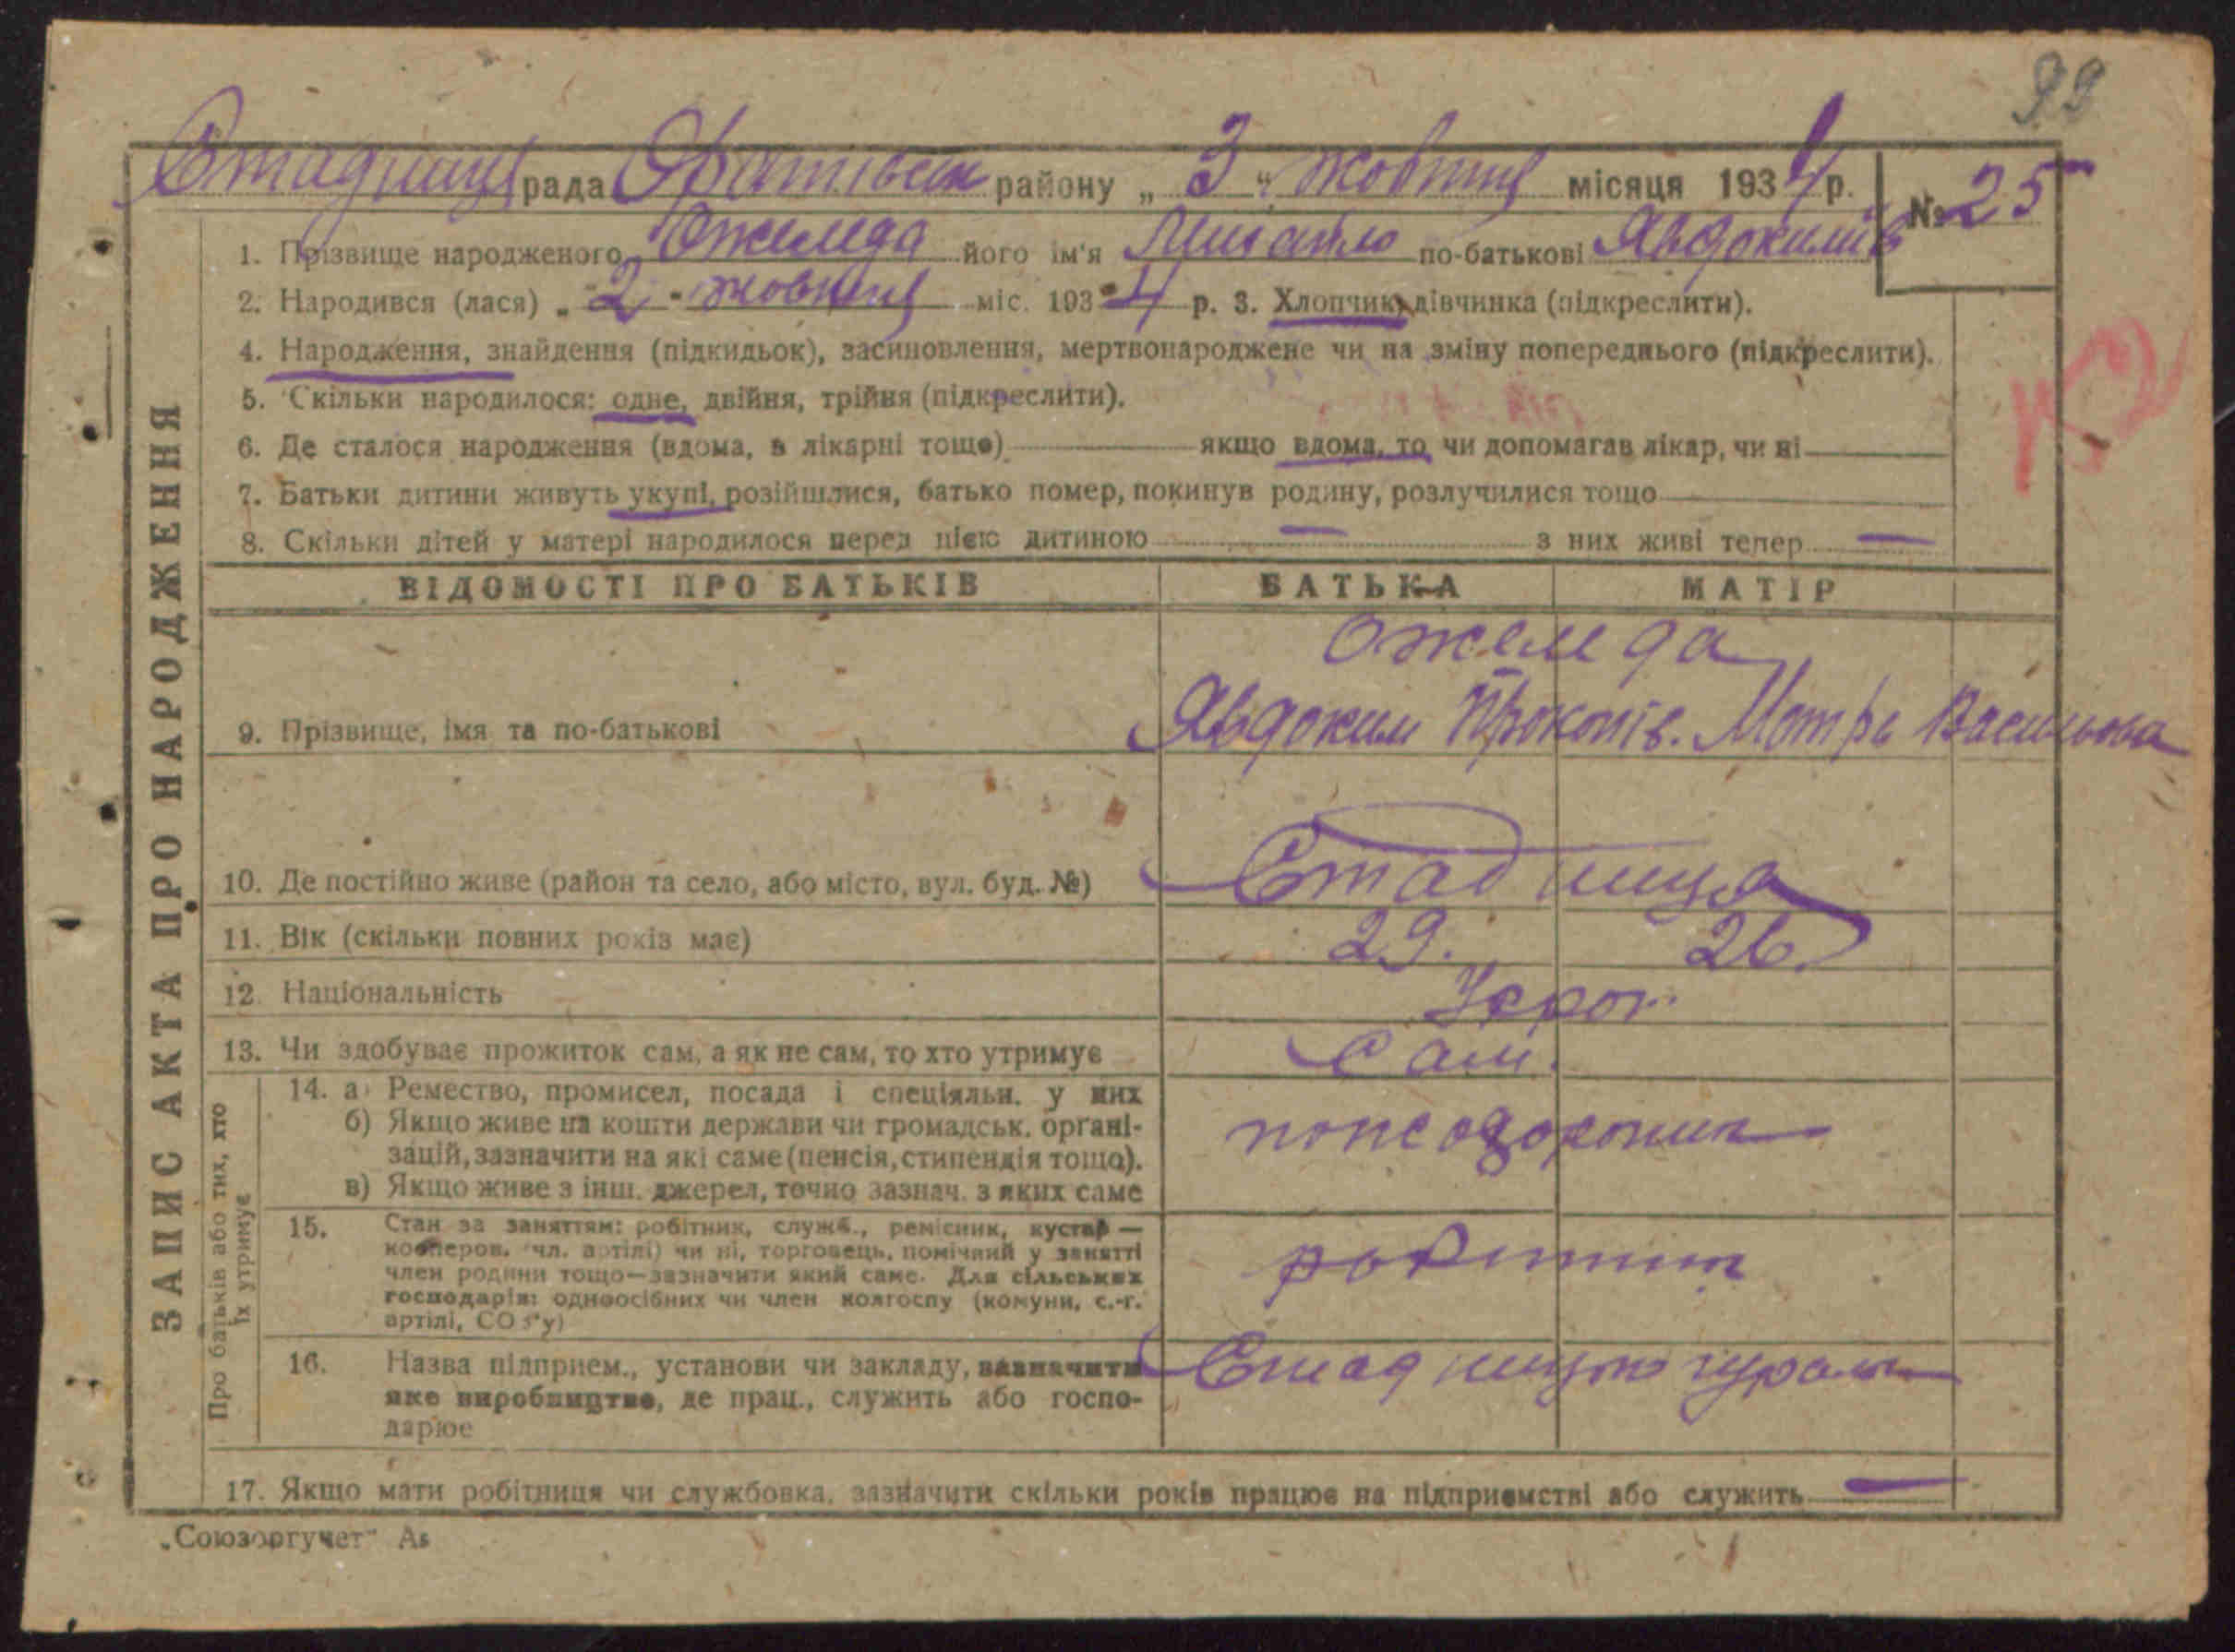 99
Стадниця рада Оратівськ району „ 3 “ жовтня місяця 1934 р. № 25
1. Прізвище народженого Ожемеда його ім'я Михайло по-батькові Явдокимів
2. Народився (лася) „ 2 " жовтня міс. 1934 р. 3. Хлопчик, дівчинка (підкреслити).
4. Народження, знайдення (підкидьок), засиновлення, мертвонароджене чи на зміну попереднього (підкреслити).
5. Скільки народилося: одне, двійня, трійня (підкреслити).
6. Де сталося народження (вдома, в лікарні тощо) якщо вдома, то чи допомагав лікар, чи ні
7. Батьки дитини живуть укупі, розійшлися, батько помер, покинув родину, розлучилися тощо
8. Скільки дітей у матері народилося перед цією дитиною — з них живі тепер —
ВІДОМОСТІ ПРО БАТЬКІВ БАТЬКА МАТІР
Ожемеда
9. Прізвище, імя та по-батькові Явдоким Прокопів. Мотря Васильова
10. Де постійно живе (район та село, або місто, вул. буд. №) Стадниця
11. Вік (скільки повних років має) 29. 26.
12. Національність
13. Чи здобуває прожиток сам, а як не сам, то хто утримує Сам.
14. а) Ремество, промисел, посада і спеціяльн. у них
б) Якщо живе на кошти держави чи громадськ. органі-
зацій, зазначити на які саме (пенсія, стипендія тощо).
в) Якщо живе з інш. джерел, точно зазнач. з яких саме
15. Стан за заняттям: робітник, служб., ремісник, кустар —
кооперов. (чл. артілі) чи ні, торговець, помічний у занятті
член родини тощо—зазначити який саме. Для сільських
господарів: одноосібних чи член колгоспу (комуни, с.-г.
артілі, СОЗ'у)
робітник
16. Назва підприєм., установи чи закладу, зазначити
яке виробництво, де прац., служить або госпо-
дарює
17. Якщо мати робітниця чи службовка, зазначити скільки років працює на підприємстві або служить —
ЗАПИС АКТА ПРО НАРОДЖЕННЯ
Про батьків або тих, хто
їх утримує
„Союзоргучет"